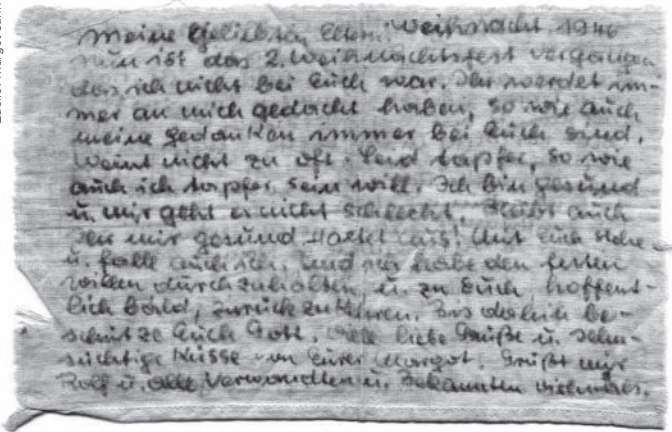 Meine Geliebten Eltern! Weihnacht 1940
nun ist das 2. Weihnachtsfest vergangen
das ich nicht bei Euch war. Ihr werdet im-
mer an mich gedacht haben, so wie auch
meine Gedanken immer bei Euch sind.
Weint nicht zu oft. Seid tapfer, so wie
auch ich tapfer sein will. Ich bin gesund
u. mir geht es nicht schlecht. Bleibt auch
Ihr mir gesund. Haltet aus! Mit Euch stehe
u. falle auch ich. Und ich habe den festen
Willen durchzuhalten u. zu Euch hoffent-
lich bald, zurückzukehren. Bis dahin be-
schütze Euch Gott. Viele liebe Grüße u. sehn-
süchtige Küsse von Eurer Margot. Grüßt mir
Rolf u. alle Verwandten u. Bekannten vielmals.